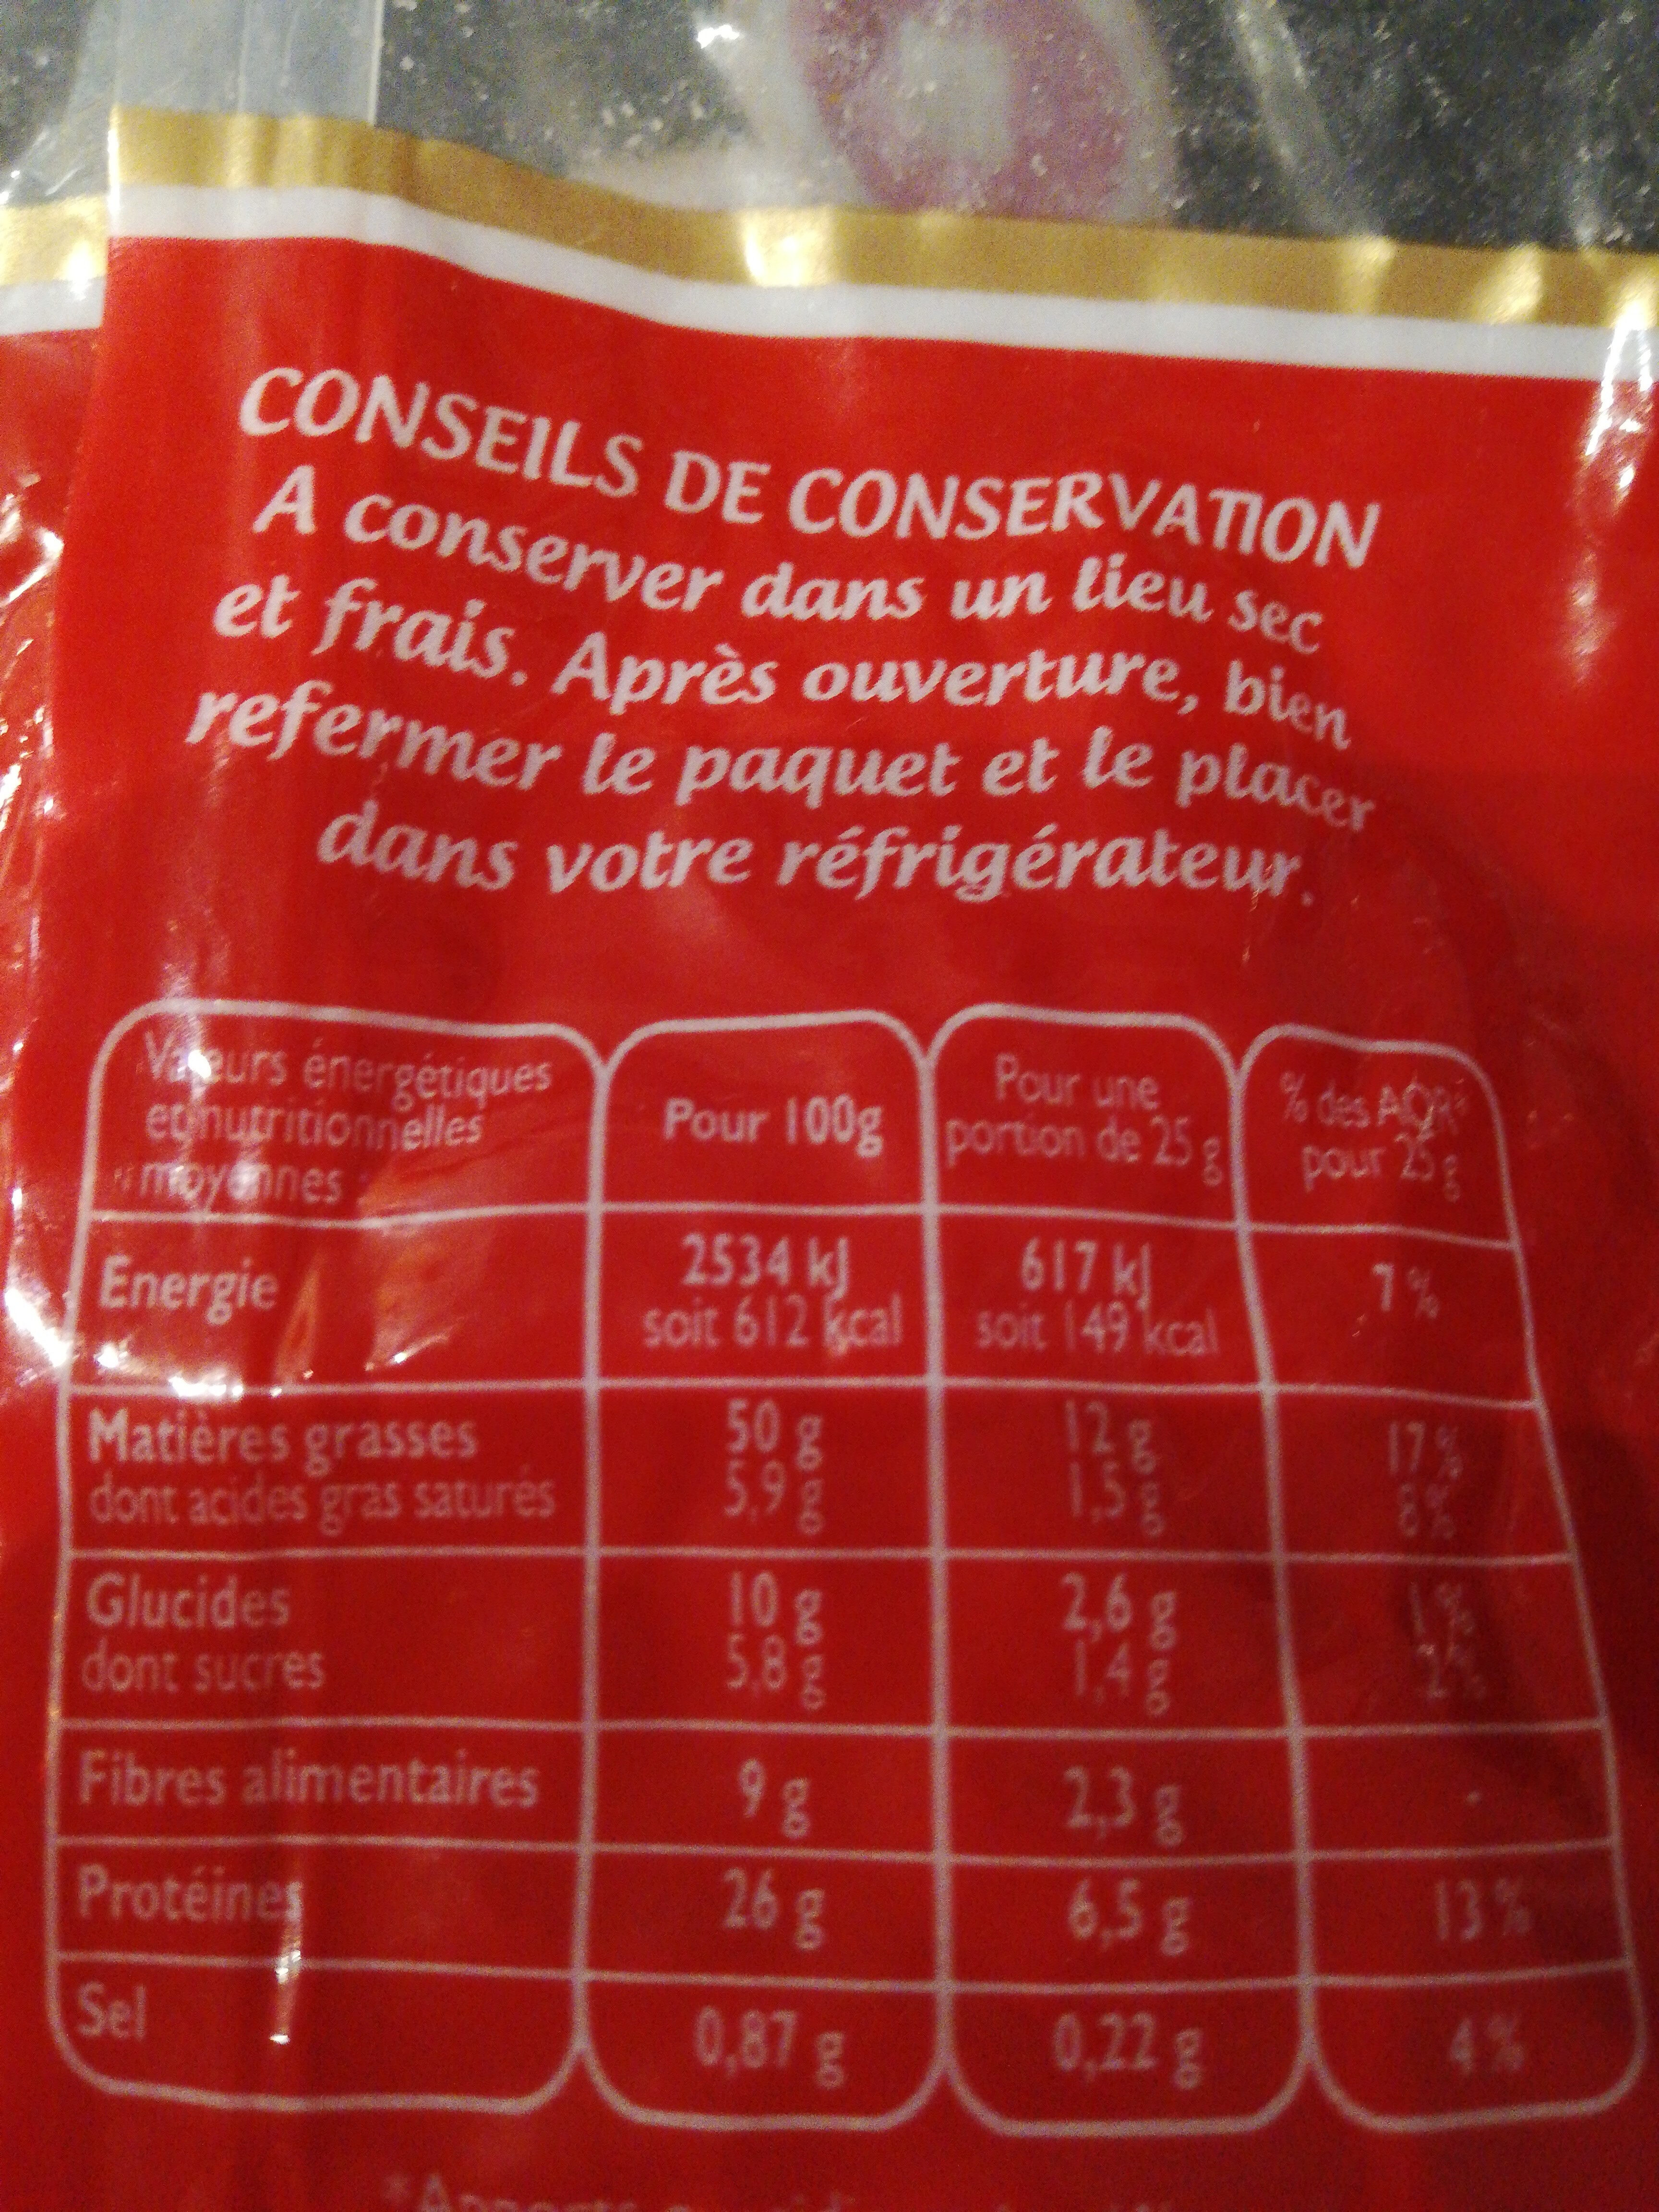 CONSEILS DE CONSERVATION
A conserver dans un lieu sec
et frais. Après ouverture, bien
refermer le paquet et le placer
dans votre réfrigérateur.
Valeurs énergétiques
et nutritionnelles
moyennes :
Pour 100g
Pour une
portion de 25 g
% des AQR*
pour 25 g
Energie
2534 kJ
soit 612 kcal
617 kJ
soit 149 kcal
7 %
Matières grasses
50 g
12 g
17 %
dont acides gras saturés
5,9 g
1,5 g
8 %
Glucides
10 g
2,6 g
1 %
dont sucres
5,8 g
1,4 g
2 %
Fibres alimentaires
9 g
2,3 g
-
Protéines
26 g
6,5 g
13 %
Sel
0,87 g
0,22 g
4 %